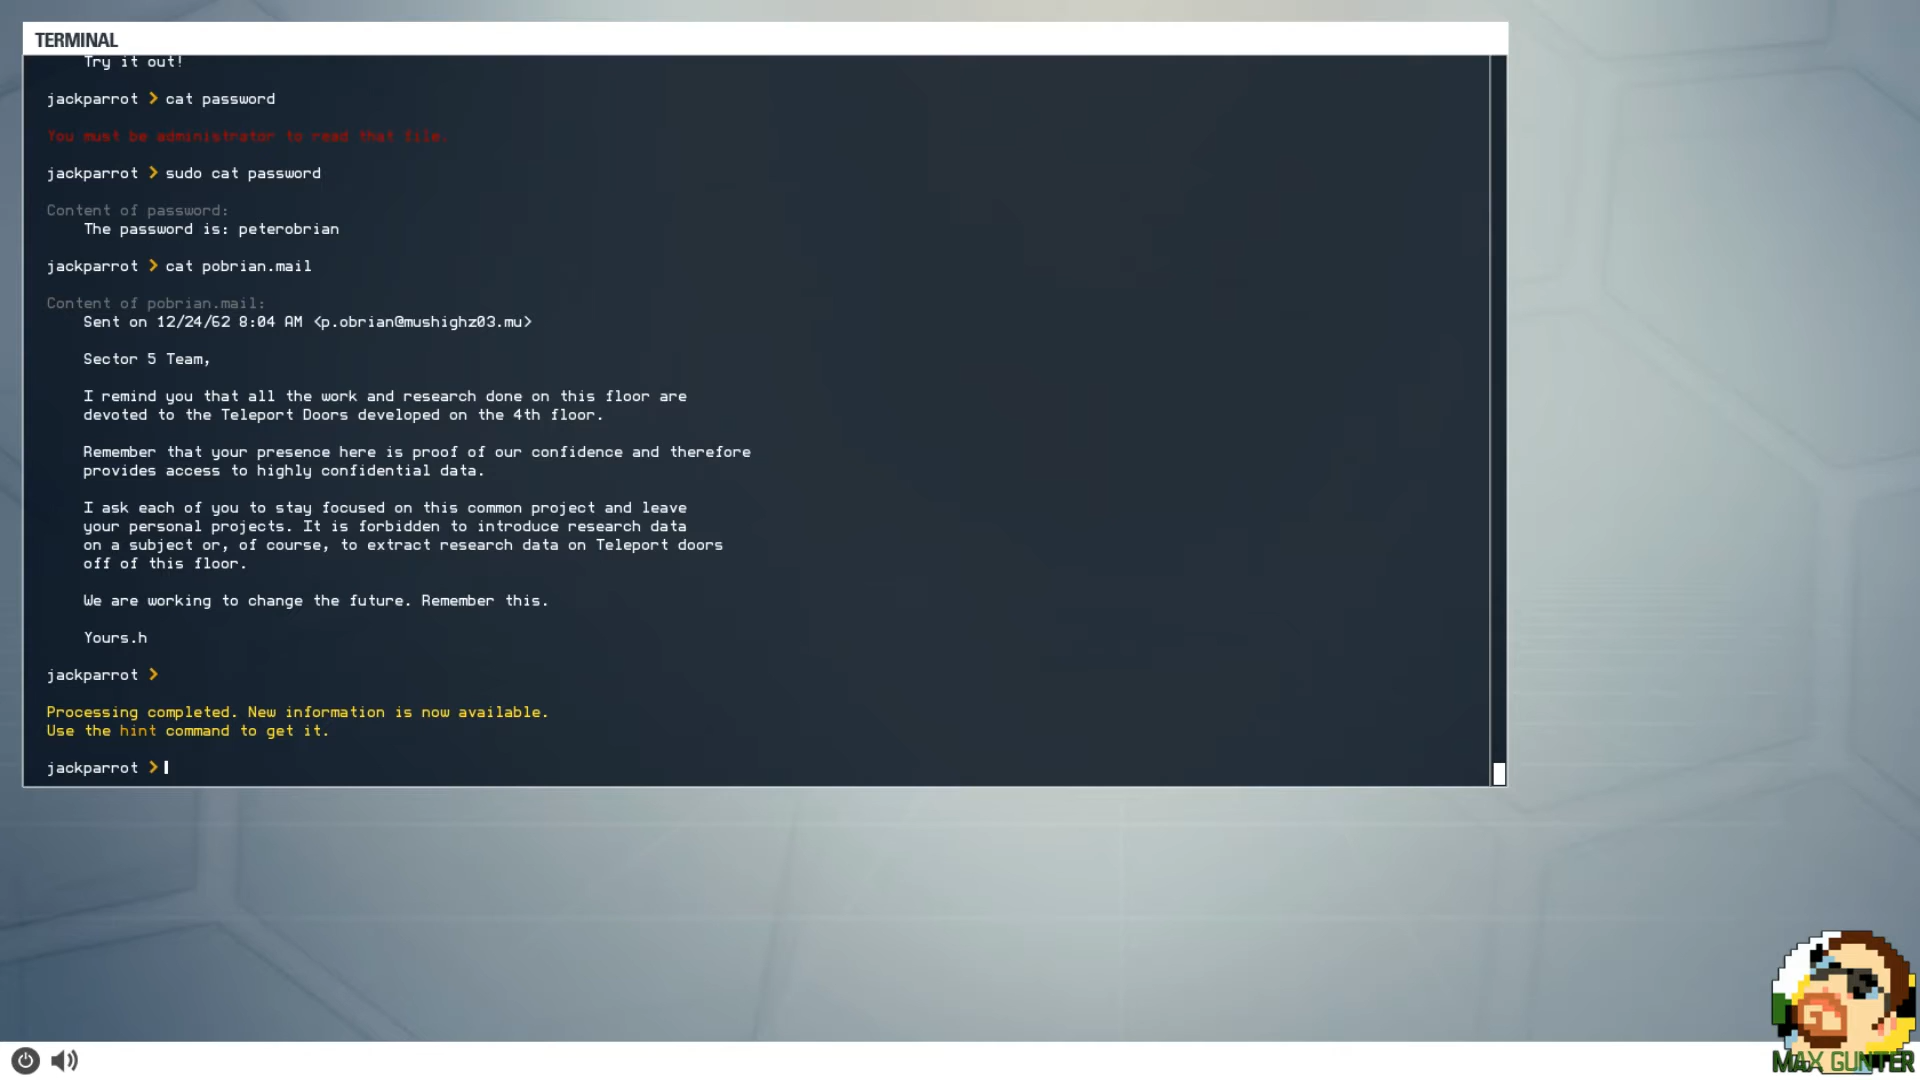 TERMINAL
Try it out!
jackparrot > cat password
You must be administrator to read that file.
jackparrot > sudo cat password
Content of password:
The password is: peterobrian
jackparrot > cat pobrian.mail
Content of pobrian.mail:
Sent on 12/24/62 8:04 AM <p.obrian@mushighz03.mu>
Sector 5 Team,
I remind you that all the work and research done on this floor are
devoted to the Teleport Doors developed on the 4th floor.
Remember that your presence here is proof of our confidence and therefore
provides access to highly confidential data.
I ask each of you to stay focused on this common project and leave
your personal projects. It is forbidden to introduce research data
on a subject or, of course, to extract research data on Teleport doors
off of this floor.
We are working to change the future. Remember this.
Yours.h
jackparrot >
Processing completed. New information is now available.
Use the hint command to get it.
jackparrot >
MAX GUNTER